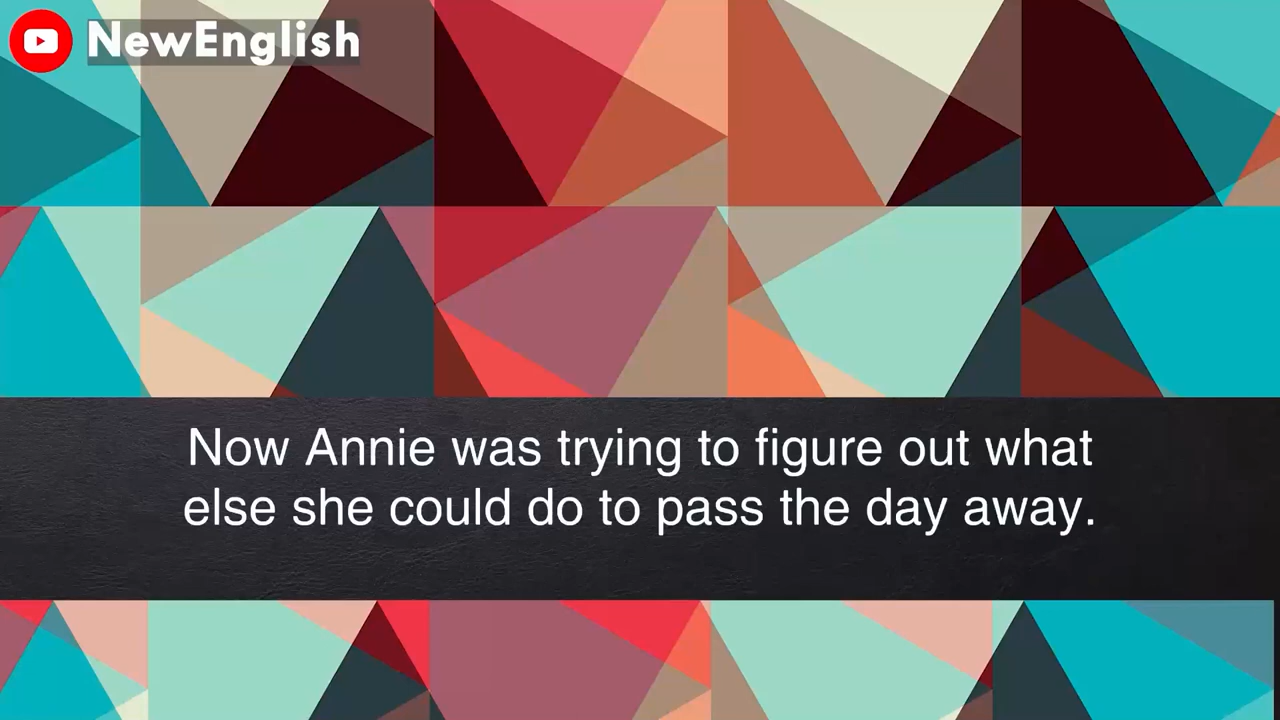 NewEnglish
Now Annie was trying to figure out what
else she could do to pass the day away.